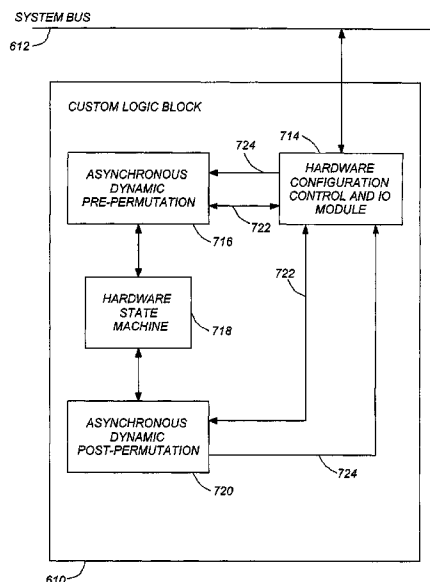 SYSTEM BUS
612
CUSTOM LOGIC BLOCK
714
724
ASYNCHRONOUS
DYNAMIC
PRE-PERMUTATION
HARDWARE
CONFIGURATION
CONTROL AND IO
MODULE
722
716
722
HARDWARE
STATE
MACHINE
718
ASYNCHRONOUS
DYNAMIC
POST-PERMUTATION
724
720
610